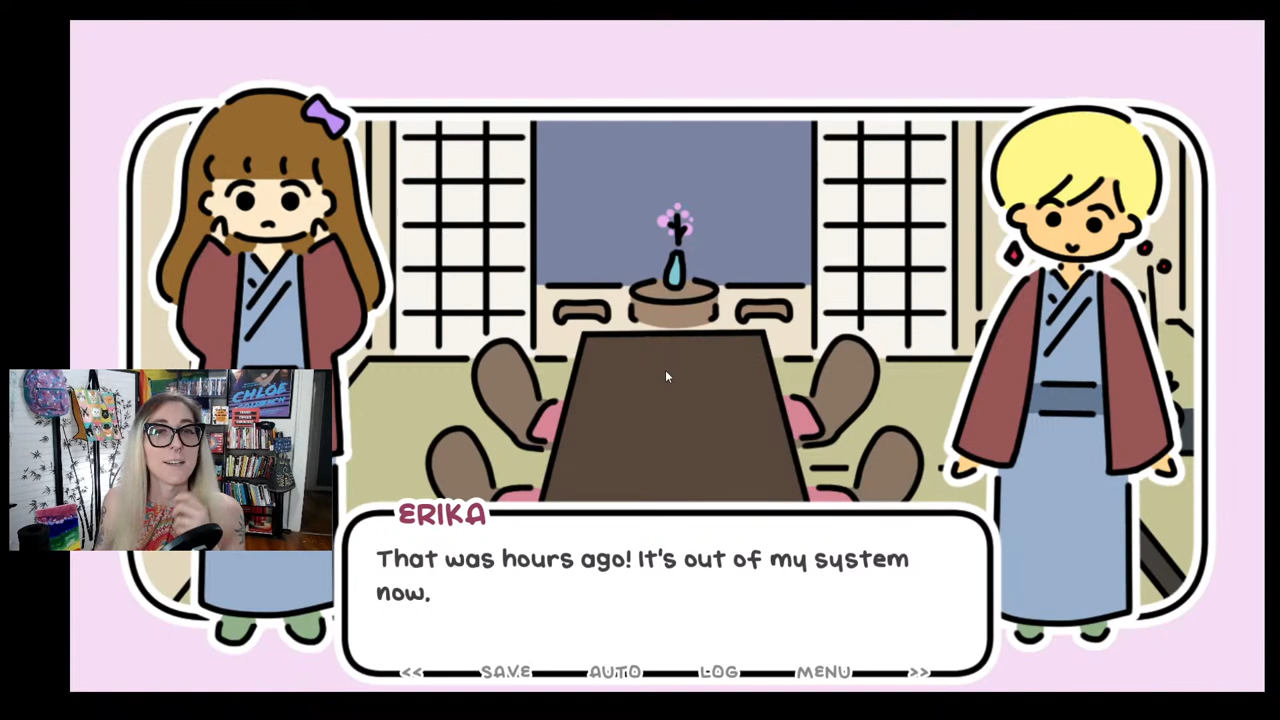 CHLOE
ERIKA
That was hours ago! It's out of my system
now.
<< SAVE AUTO LOG MENU >>